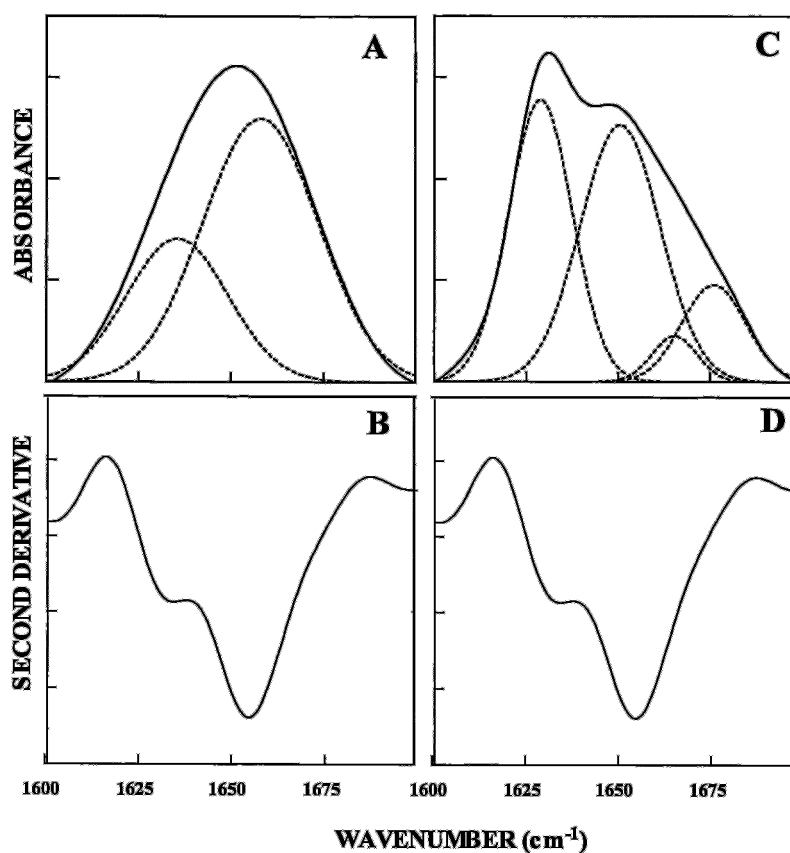 A
C
ABSORBANCE
B
D
SECOND DERIVATIVE
1600 1625 1650 1675 1600 1625 1650 1675
WAVENUMBER (cm⁻¹)